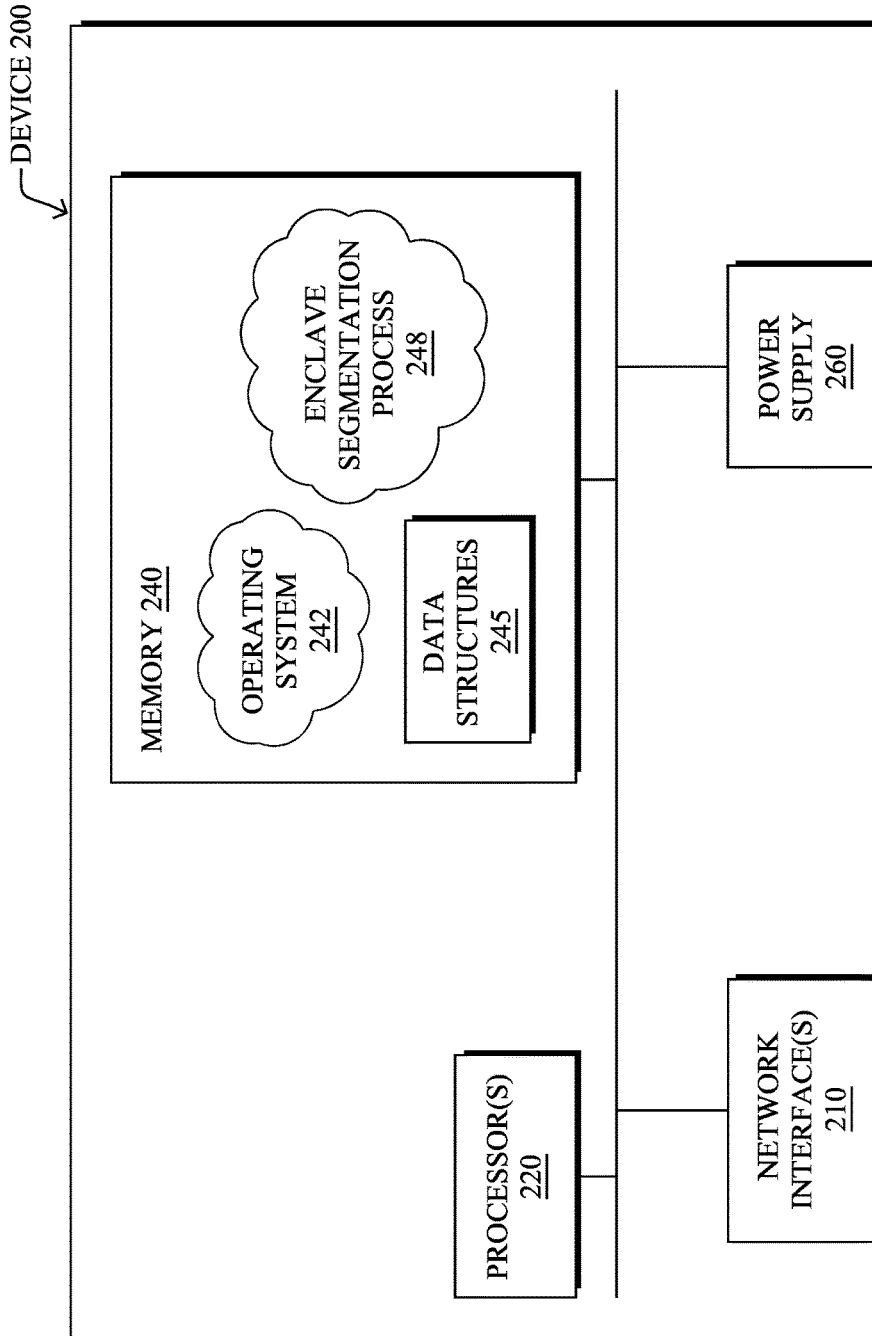 DEVICE 200
MEMORY 240
OPERATING
SYSTEM
242
ENCLAVE
SEGMENTATION
PROCESS
248
DATA
STRUCTURES
245
PROCESSOR(S)
220
NETWORK
INTERFACE(S)
210
POWER
SUPPLY
260